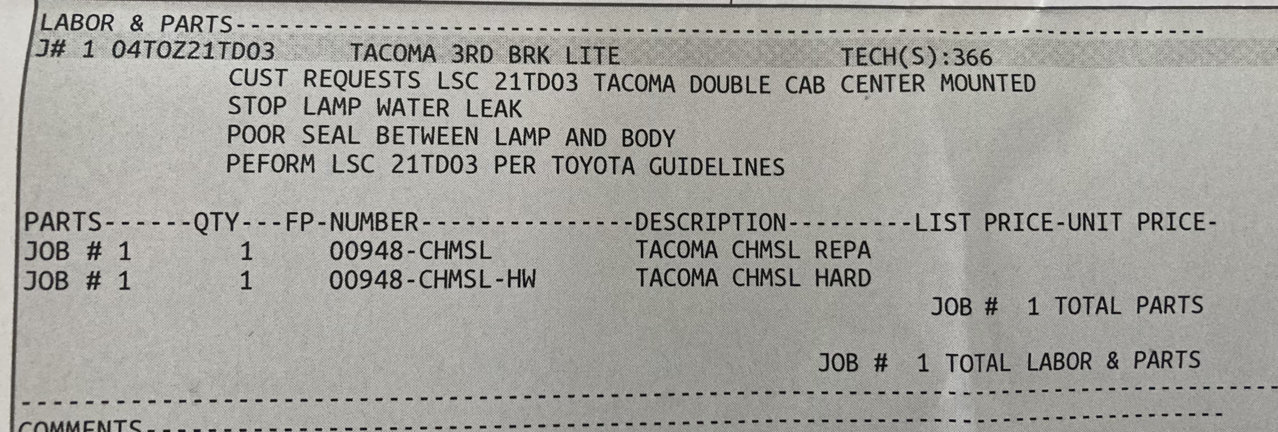 LABOR & PARTS--------------------------------------------------------------------
J# 1 04TOZ21TD03 TACOMA 3RD BRK LITE TECH(S):366
CUST REQUESTS LSC 21TD03 TACOMA DOUBLE CAB CENTER MOUNTED
STOP LAMP WATER LEAK
POOR SEAL BETWEEN LAMP AND BODY
PEFORM LSC 21TD03 PER TOYOTA GUIDELINES
PARTS------QTY---FP-NUMBER---------------DESCRIPTION---------LIST PRICE-UNIT PRICE-
JOB # 1 1 00948-CHMSL TACOMA CHMSL REPA
JOB # 1 1 00948-CHMSL-HW TACOMA CHMSL HARD
JOB # 1 TOTAL PARTS
JOB # 1 TOTAL LABOR & PARTS
COMMENTS--------------------------------------------------------------------